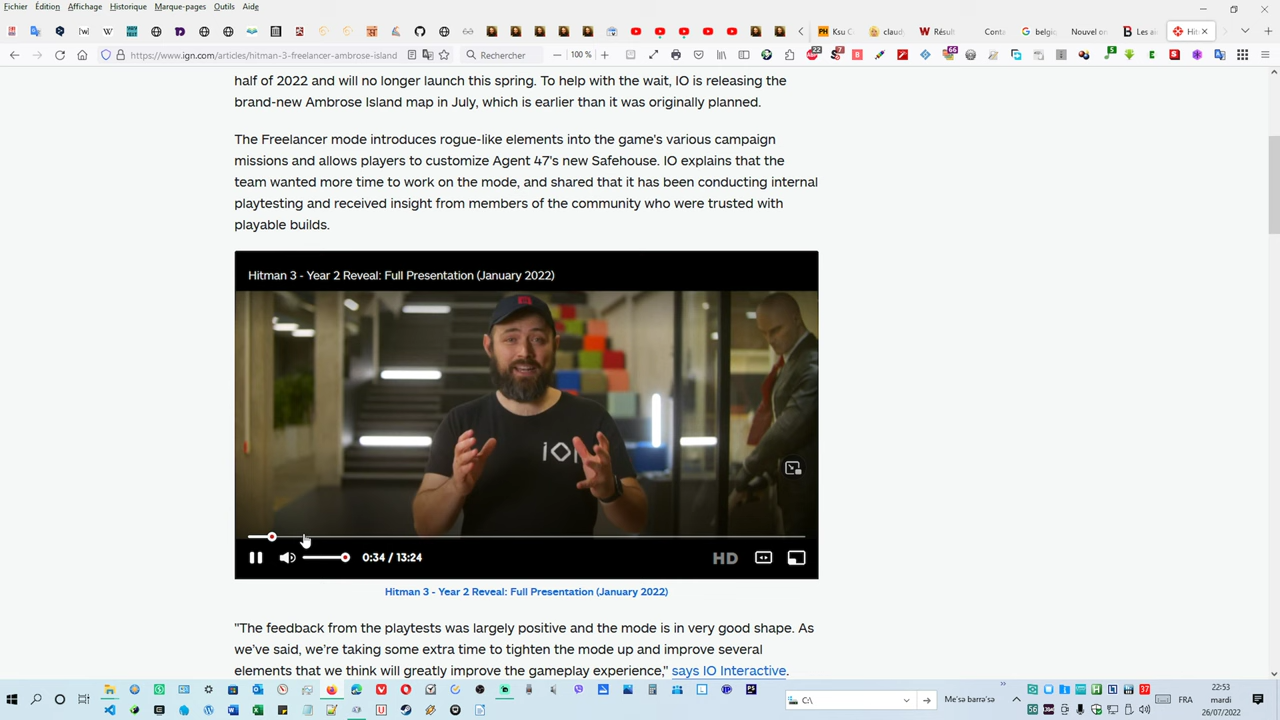 Fichier Édition Affichage Historique Marque-pages Outils Aide
Ksu C
claudy
Résult
Conta
belgiq
Nouvel on
Les ai
Hit
https://www.ign.com/articles/hitman-3-freelancer-ambrose-island
100 %
Rechercher
half of 2022 and will no longer launch this spring. To help with the wait, IO is releasing the
brand-new Ambrose Island map in July, which is earlier than it was originally planned.
The Freelancer mode introduces rogue-like elements into the game's various campaign
missions and allows players to customize Agent 47's new Safehouse. IO explains that the
team wanted more time to work on the mode, and shared that it has been conducting internal
playtesting and received insight from members of the community who were trusted with
playable builds.
Hitman 3 - Year 2 Reveal: Full Presentation (January 2022)
0:34 / 13:24
HD
Hitman 3 - Year 2 Reveal: Full Presentation (January 2022)
"The feedback from the playtests was largely positive and the mode is in very good shape. As
we've said, we're taking some extra time to tighten the mode up and improve several
elements that we think will greatly improve the gameplay experience," says IO Interactive.
C:\
Me'sa barra'sa
FR
22:53
mardi
26/07/2022